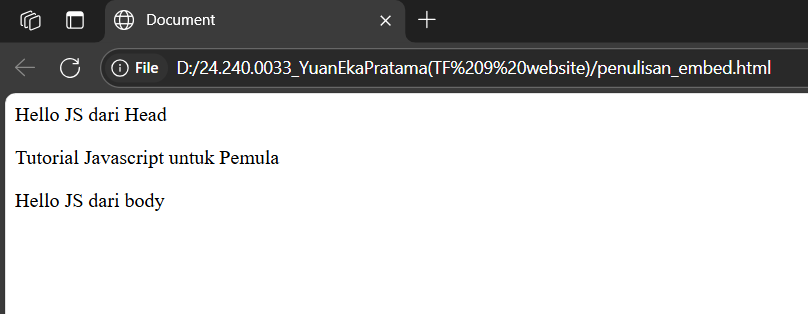 Document
File D:/24.240.0033_YuanEkaPratama(TF%209%20website)/penulisan_embed.html
Hello JS dari Head
Tutorial Javascript untuk Pemula
Hello JS dari body